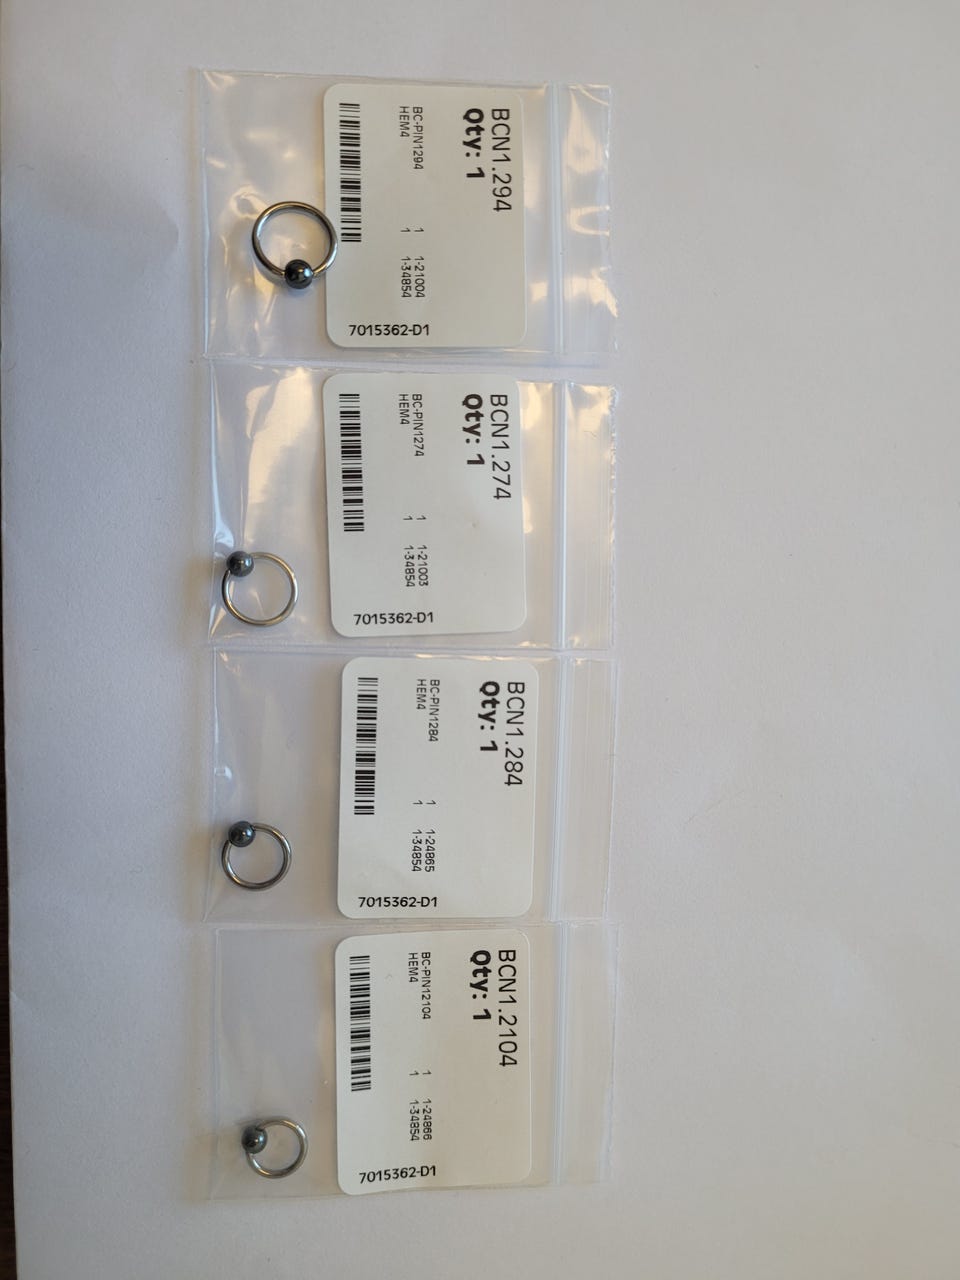 BCN1.294
Qty: 1
BC-PIN1294 1 1-21004
HEM4 1 1-34854
7015362-D1
BCN1.274
Qty: 1
BC-PIN1274 1 1-21003
HEM4 1 1-34854
7015362-D1
BCN1.284
Qty: 1
BC-PIN1284 1 1-24865
HEM4 1 1-34854
7015362-D1
BCN1.2104
Qty: 1
BC-PIN12104 1 1-24866
HEM4 1 1-34854
7015362-D1